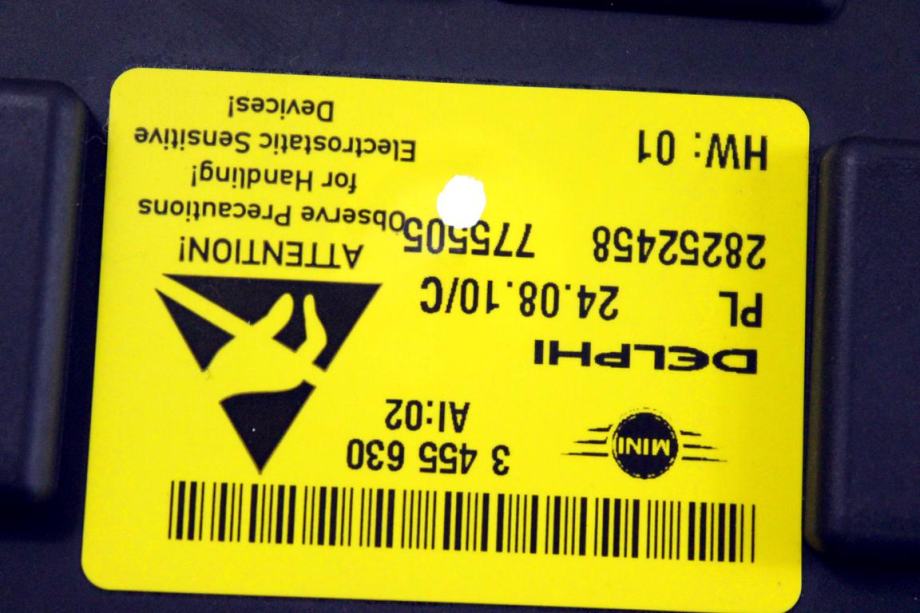 MINI
3 455 630
AI:02
DELPHI
PL 24.08.10/C
28252458 775505
HW: 01
ATTENTION!
Observe Precautions
for Handling!
Electrostatic Sensitive
Devices!